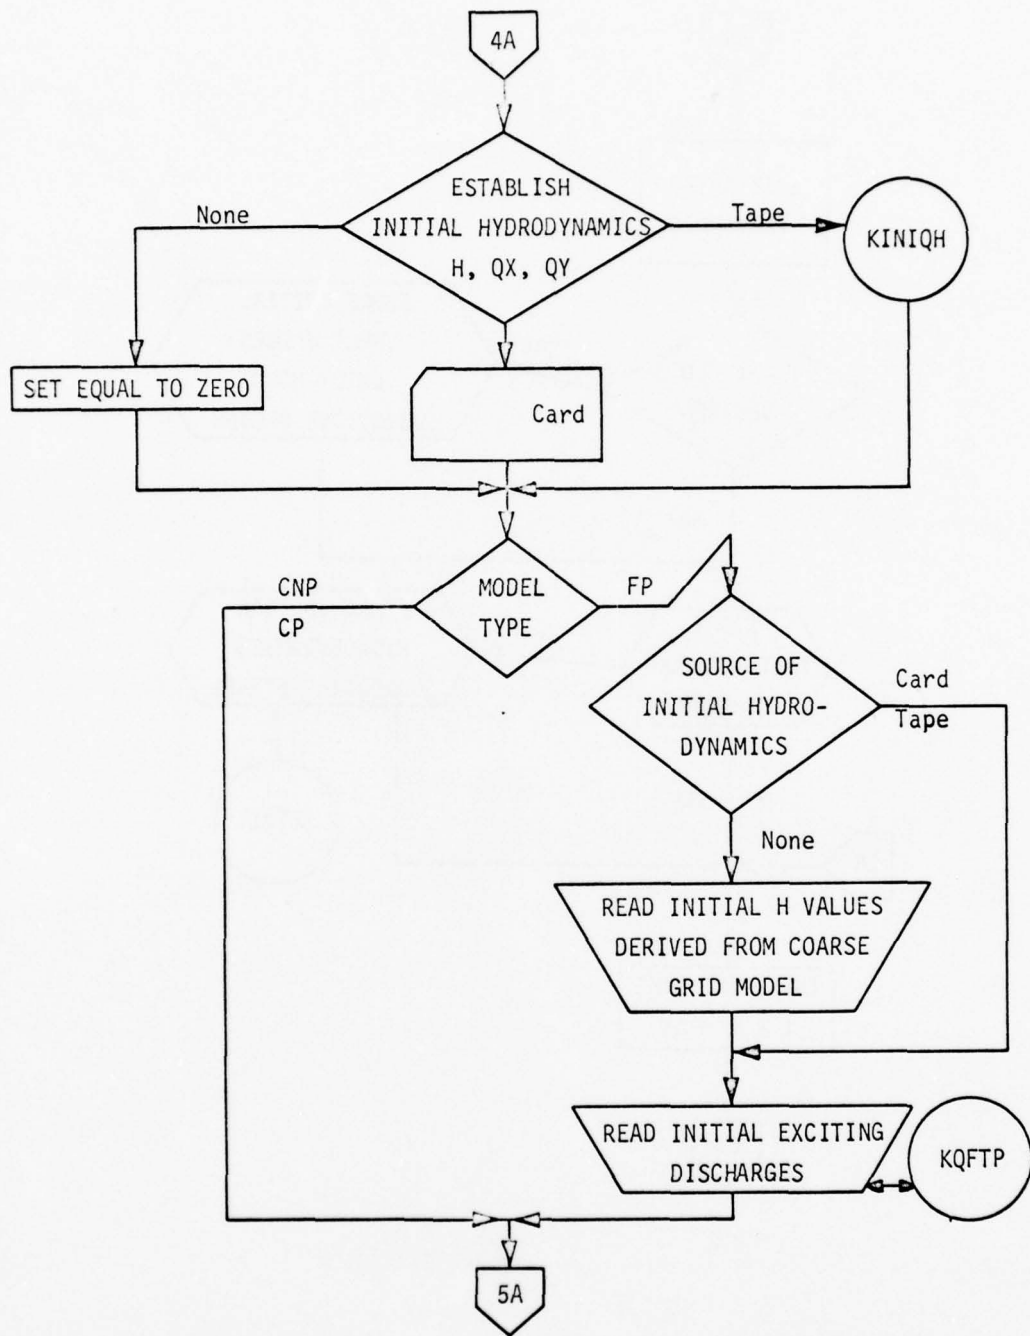 4A
ESTABLISH
INITIAL HYDRODYNAMICS
H, QX, QY
None
Tape
KINIQH
SET EQUAL TO ZERO
Card
MODEL
TYPE
CNP
CP
FP
SOURCE OF
INITIAL HYDRO-
DYNAMICS
Card
Tape
None
READ INITIAL H VALUES
DERIVED FROM COARSE
GRID MODEL
READ INITIAL EXCITING
DISCHARGES
KQFTP
5A